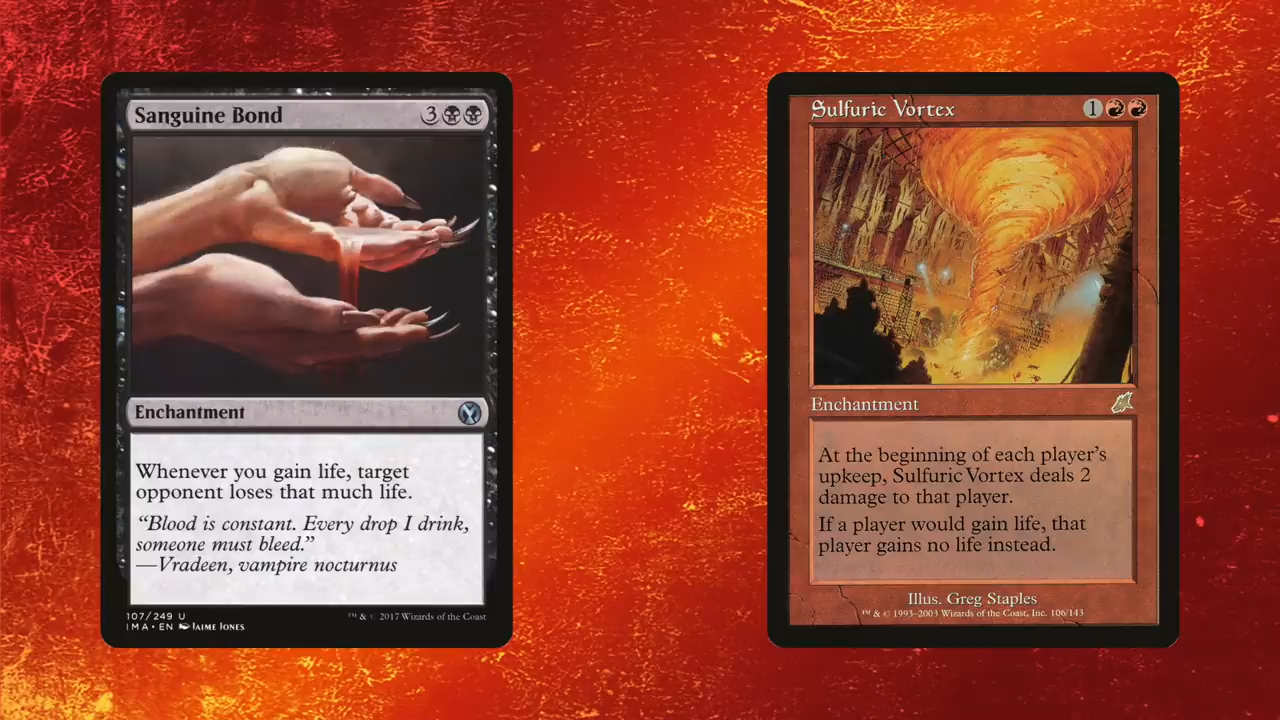 Sanguine Bond
3
Enchantment
Whenever you gain life, target
opponent loses that much life.
“Blood is constant. Every drop I drink,
someone must bleed.”
—Vradeen, vampire nocturnus
107/249 U
IMA • EN JAIME JONES
™ & © 2017 Wizards of the Coast
Sulfuric Vortex
1
Enchantment
At the beginning of each player's
upkeep, Sulfuric Vortex deals 2
damage to that player.
If a player would gain life, that
player gains no life instead.
Illus. Greg Staples
™ & © 1993–2003 Wizards of the Coast, Inc. 106/143